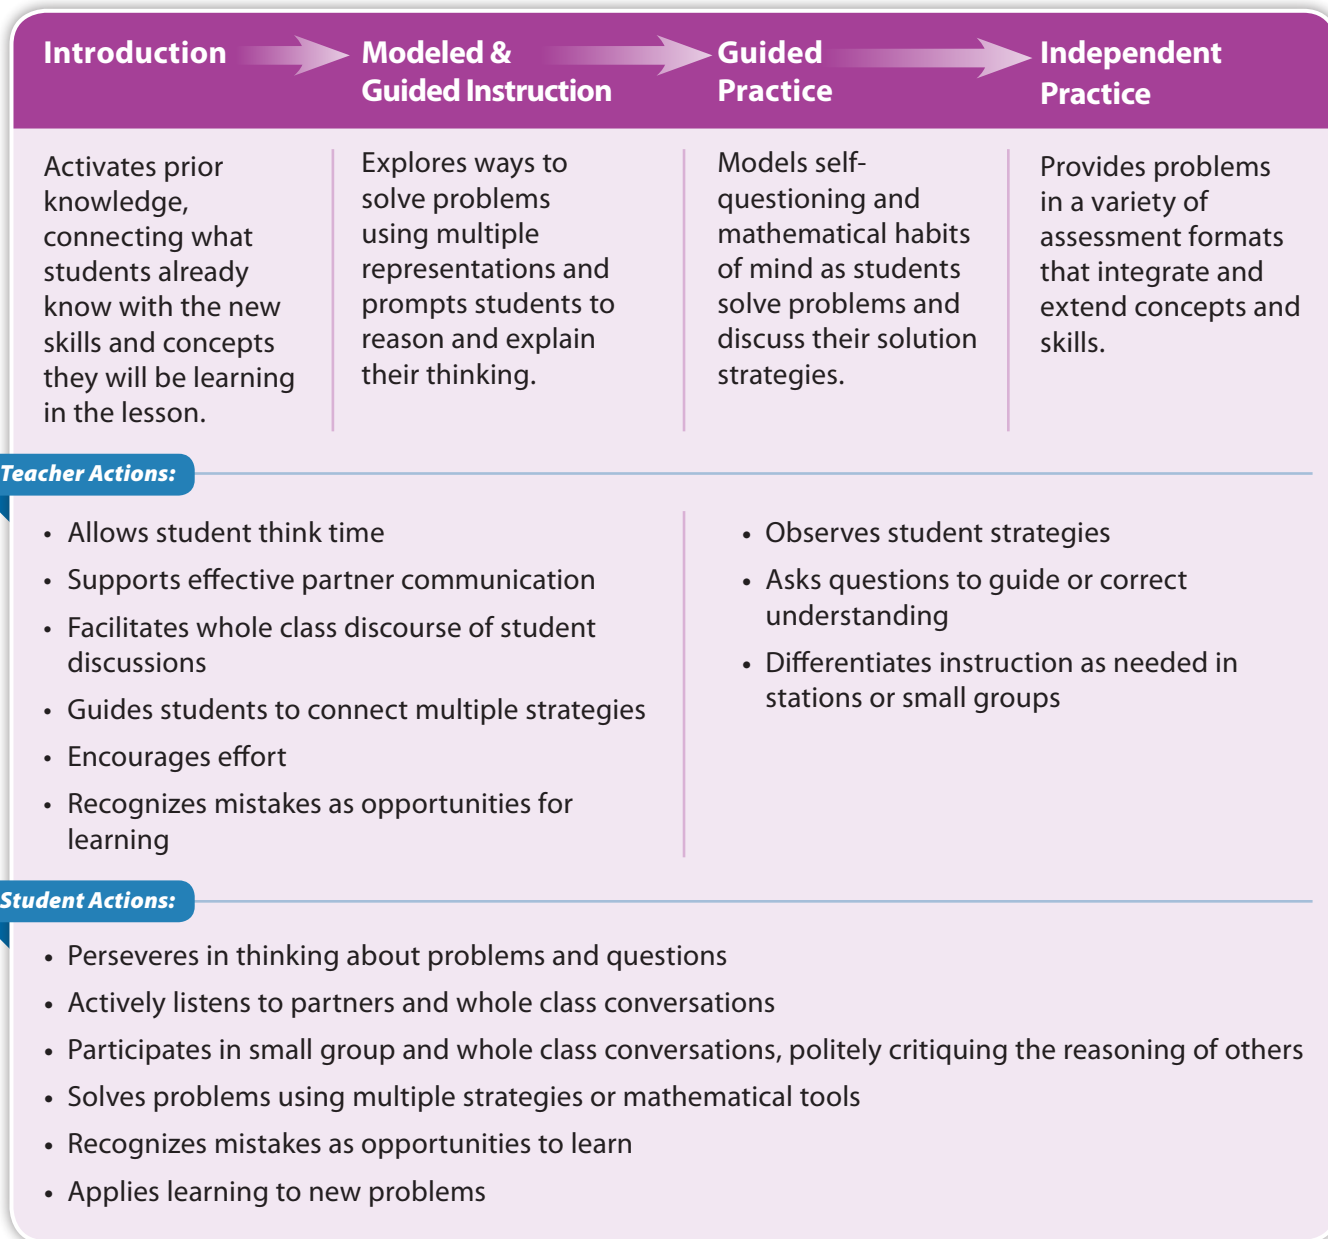 Introduction
Modeled &
Guided Instruction
Guided
Practice
Independent
Practice
Activates prior
knowledge,
connecting what
students already
know with the new
skills and concepts
they will be learning
in the lesson.
Explores ways to
solve problems
using multiple
representations and
prompts students to
reason and explain
their thinking.
Models self-
questioning and
mathematical habits
of mind as students
solve problems and
discuss their solution
strategies.
Provides problems
in a variety of
assessment formats
that integrate and
extend concepts and
skills.
Teacher Actions:
• Allows student think time
• Supports effective partner communication
• Facilitates whole class discourse of student
discussions
• Guides students to connect multiple strategies
• Encourages effort
• Recognizes mistakes as opportunities for
learning
• Observes student strategies
• Asks questions to guide or correct
understanding
• Differentiates instruction as needed in
stations or small groups
Student Actions:
• Perseveres in thinking about problems and questions
• Actively listens to partners and whole class conversations
• Participates in small group and whole class conversations, politely critiquing the reasoning of others
• Solves problems using multiple strategies or mathematical tools
• Recognizes mistakes as opportunities to learn
• Applies learning to new problems